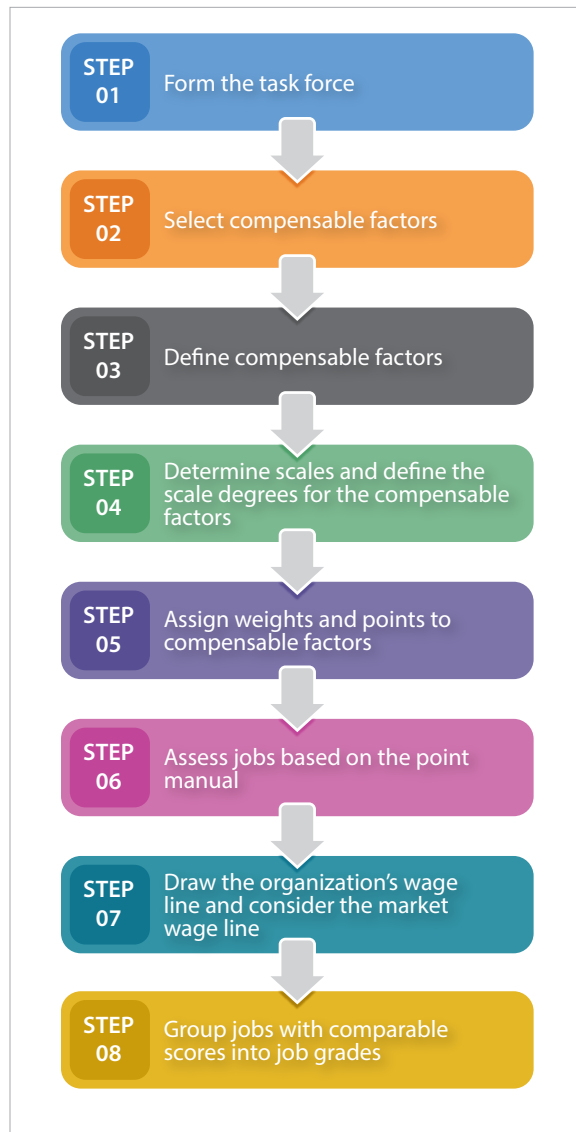 STEP
01
Form the task force
STEP
02
Select compensable factors
STEP
03
Define compensable factors
STEP
04
Determine scales and define the
scale degrees for the compensable
factors
STEP
05
Assign weights and points to
compensable factors
STEP
06
Assess jobs based on the point
manual
STEP
07
Draw the organization’s wage
line and consider the market
wage line
STEP
08
Group jobs with comparable
scores into job grades